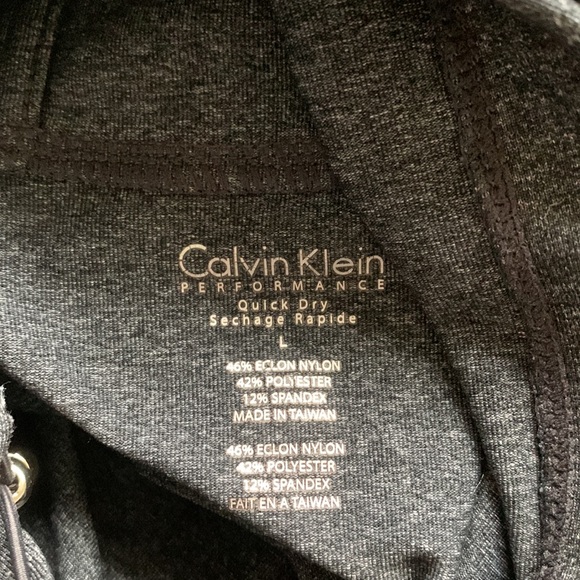 Calvin Klein
PERFORMANCE
Quick Dry
Sechage Rapide
L
46% ECLON NYLON
42% POLYESTER
12% SPANDEX
MADE IN TAIWAN
46% ECLON NYLON
42% POLYESTER
12% SPANDEX
FAIT EN A TAIWAN